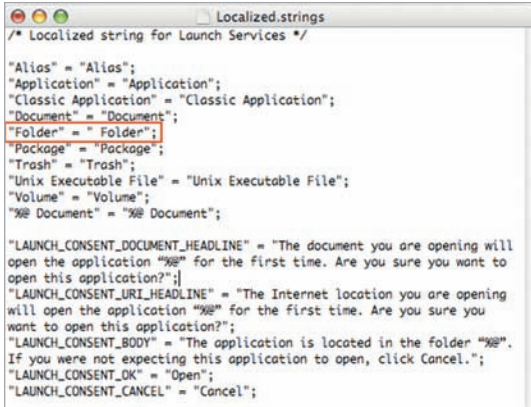 Localized.strings
/* Localized string for Launch Services */
"Alias" = "Alias";
"Application" = "Application";
"Classic Application" = "Classic Application";
"Document" = "Document";
"Folder" = " Folder";
"Package" = "Package";
"Trash" = "Trash";
"Unix Executable File" = "Unix Executable File";
"Volume" = "Volume";
"%@ Document" = "%@ Document";
"LAUNCH_CONSENT_DOCUMENT_HEADLINE" = "The document you are opening will
open the application “%@” for the first time. Are you sure you want to
open this application?";
"LAUNCH_CONSENT_URI_HEADLINE" = "The Internet location you are opening
will open the application “%@” for the first time. Are you sure you
want to open this application?";
"LAUNCH_CONSENT_BODY" = "The application is located in the folder “%@”.
If you were not expecting this application to open, click Cancel.";
"LAUNCH_CONSENT_OK" = "Open";
"LAUNCH_CONSENT_CANCEL" = "Cancel";